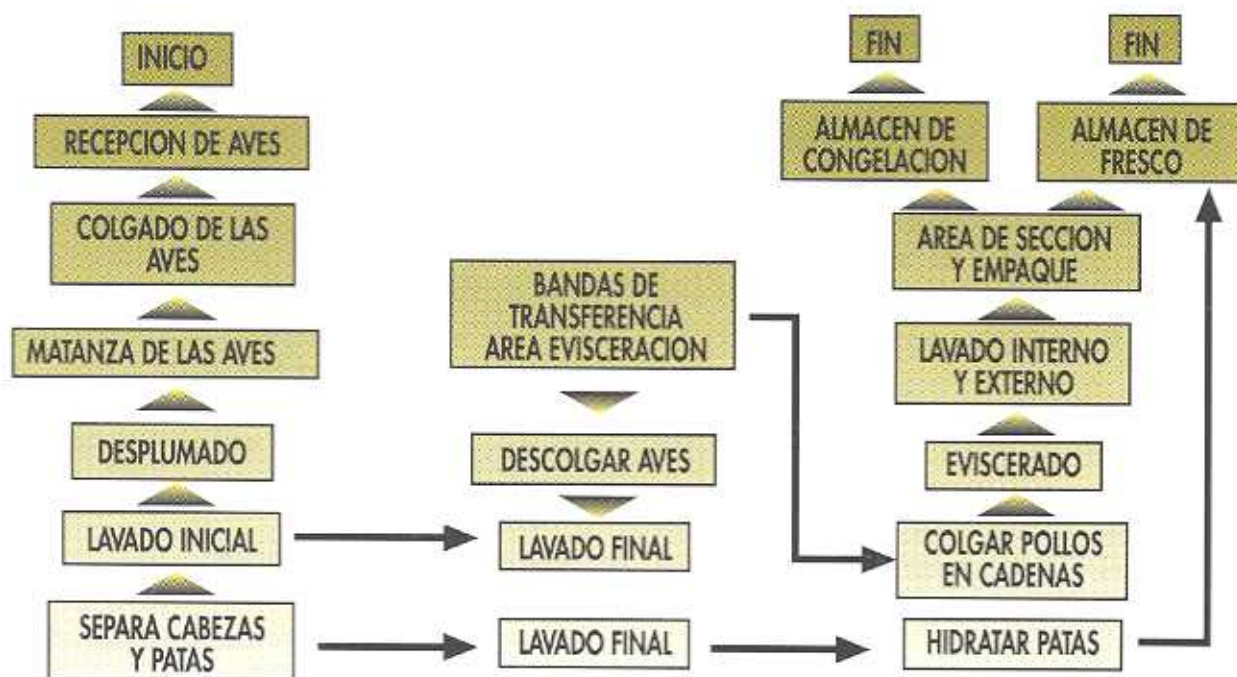 INICIO
RECEPCION DE AVES
COLGADO DE LAS
AVES
MATANZA DE LAS AVES
DESPLUMADO
LAVADO INICIAL
SEPARA CABEZAS
Y PATAS
BANDAS DE
TRANSFERENCIA
AREA EVISCERACION
DESCOLGAR AVES
LAVADO FINAL
LAVADO FINAL
FIN
ALMACEN DE
CONGELACION
FIN
ALMACEN DE
FRESCO
AREA DE SECCION
Y EMPAQUE
LAVADO INTERNO
Y EXTERNO
EVISCERADO
COLGAR POLLOS
EN CADENAS
HIDRATAR PATAS